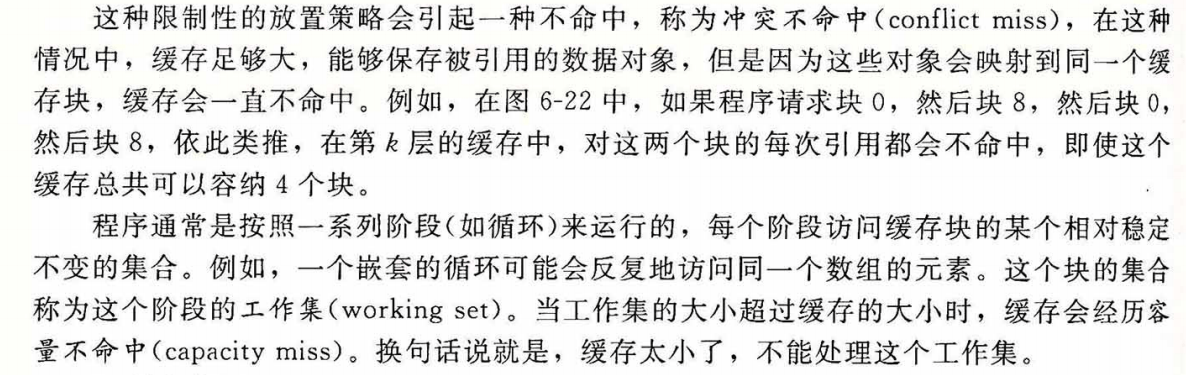 这种限制性的放置策略会引起一种不命中，称为冲突不命中(conflict miss)，在这种
情况中，缓存足够大，能够保存被引用的数据对象，但是因为这些对象会映射到同一个缓
存块，缓存会一直不命中。例如，在图 6-22 中，如果程序请求块 0，然后块 8，然后块 0，
然后块 8，依此类推，在第 k 层的缓存中，对这两个块的每次引用都会不命中，即使这个
缓存总共可以容纳 4 个块。
程序通常是按照一系列阶段(如循环)来运行的，每个阶段访问缓存块的某个相对稳定
不变的集合。例如，一个嵌套的循环可能会反复地访问同一个数组的元素。这个块的集合
称为这个阶段的工作集(working set)。当工作集的大小超过缓存的大小时，缓存会经历容
量不命中(capacity miss)。换句话说就是，缓存太小了，不能处理这个工作集。